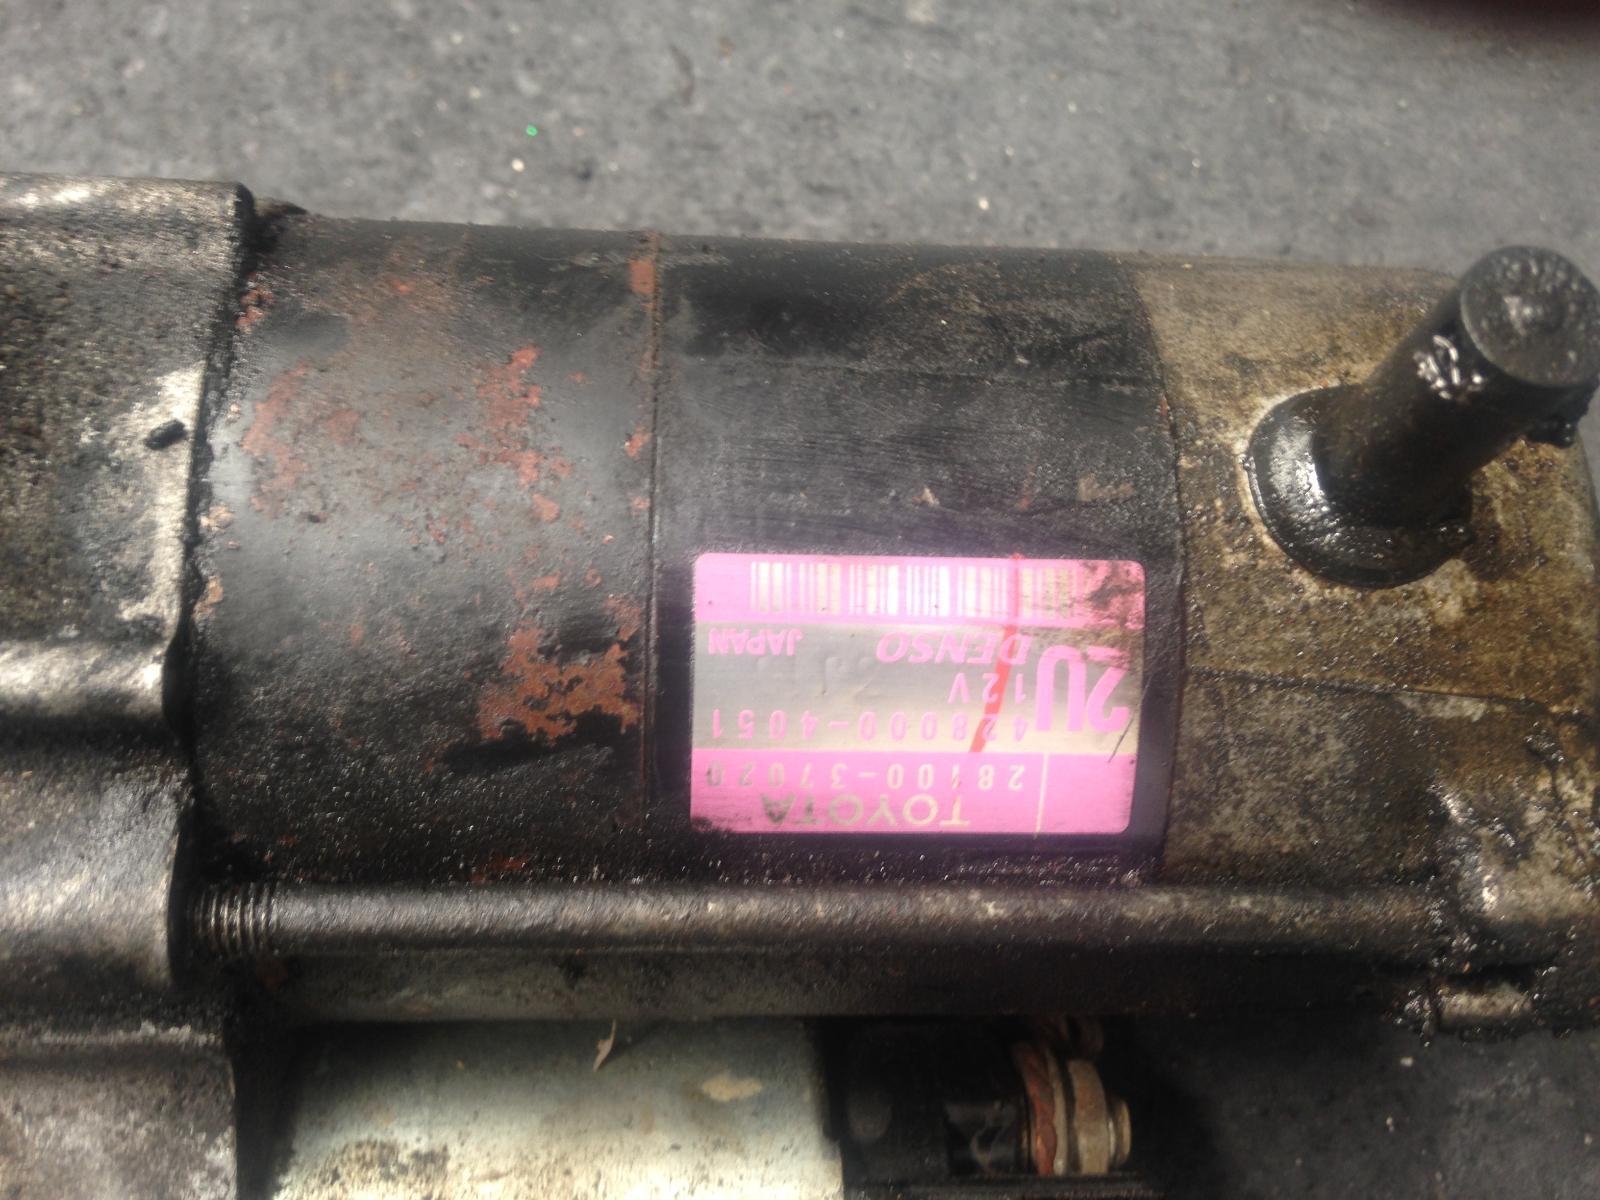 TOYOTA
28100-37020
428000-4051
2U
12V
DENSO
JAPAN